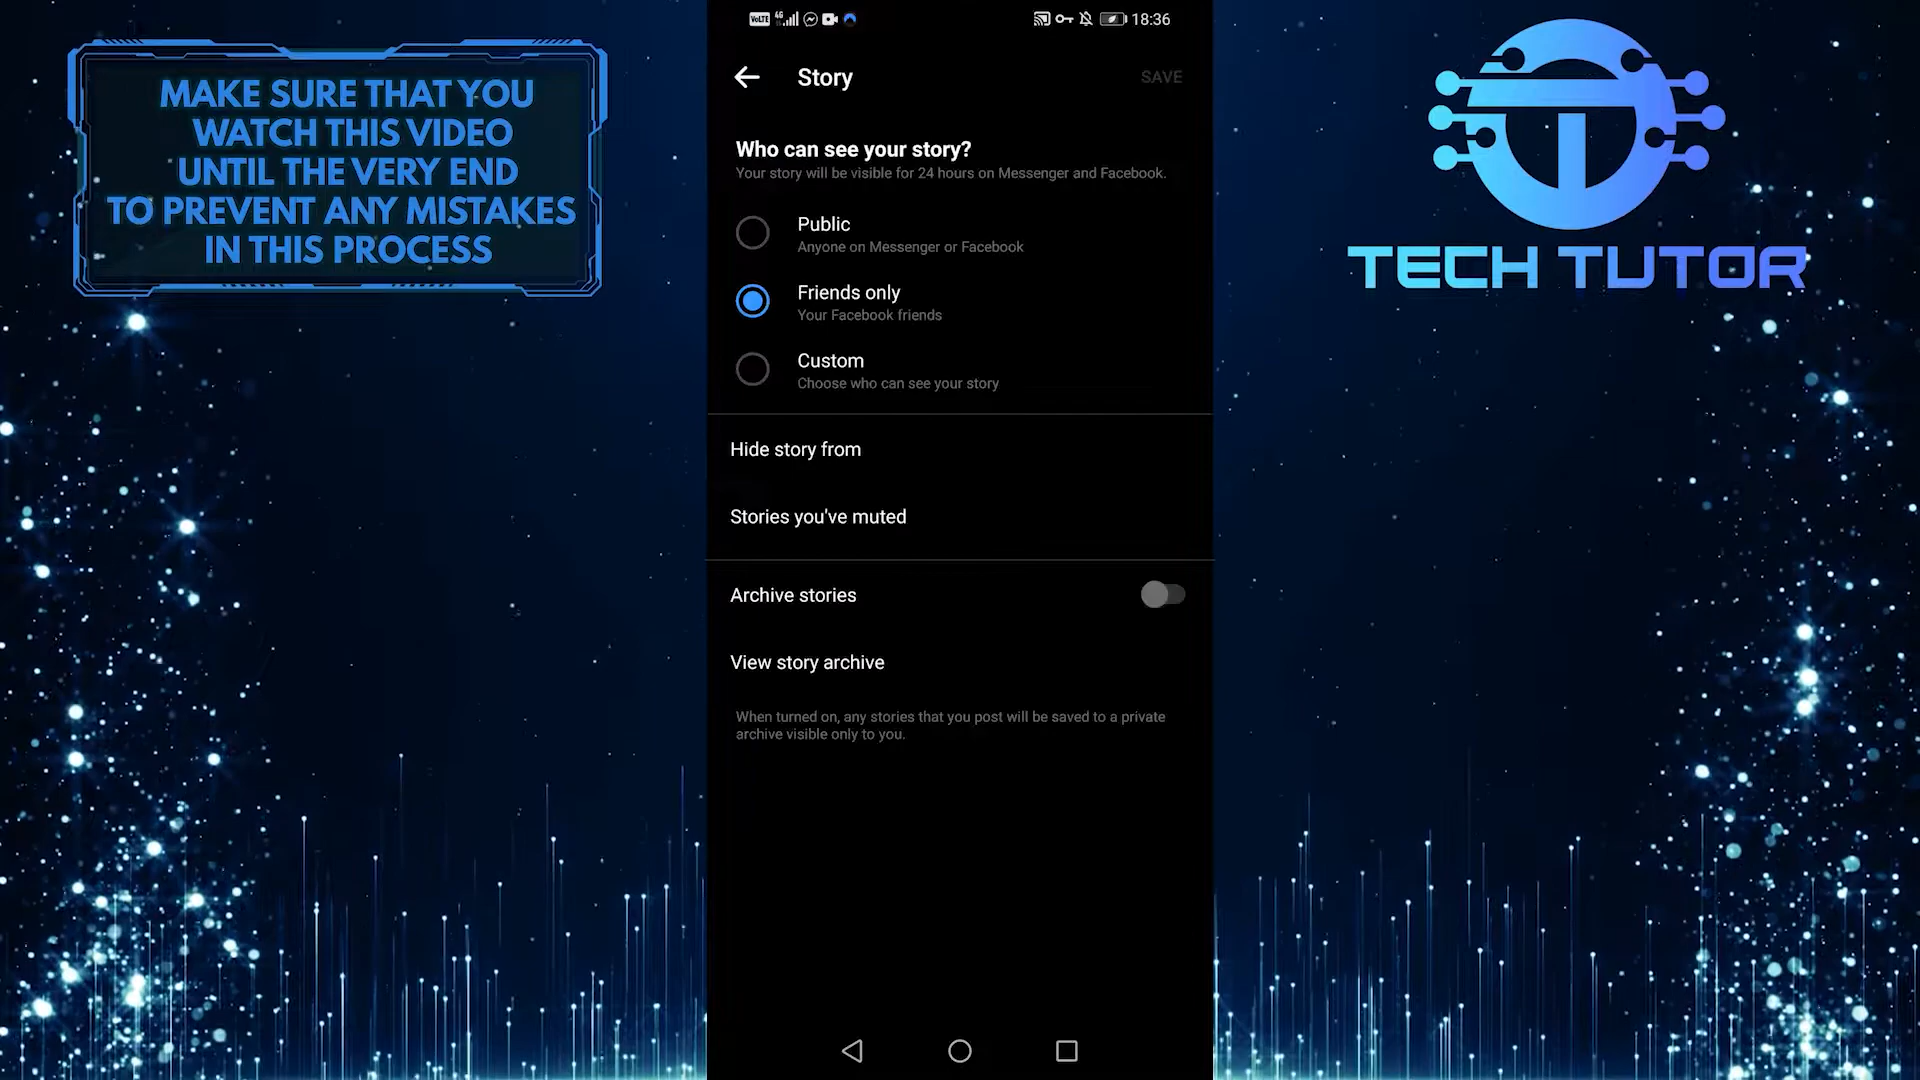 MAKE SURE THAT YOU
WATCH THIS VIDEO
UNTIL THE VERY END
TO PREVENT ANY MISTAKES
IN THIS PROCESS
VoLTE 4G 18:36
Story SAVE
Who can see your story?
Your story will be visible for 24 hours on Messenger and Facebook.
Public
Anyone on Messenger or Facebook
Friends only
Your Facebook friends
Custom
Choose who can see your story
Hide story from
Stories you've muted
Archive stories
View story archive
When turned on, any stories that you post will be saved to a private
archive visible only to you.
TECH TUTOR